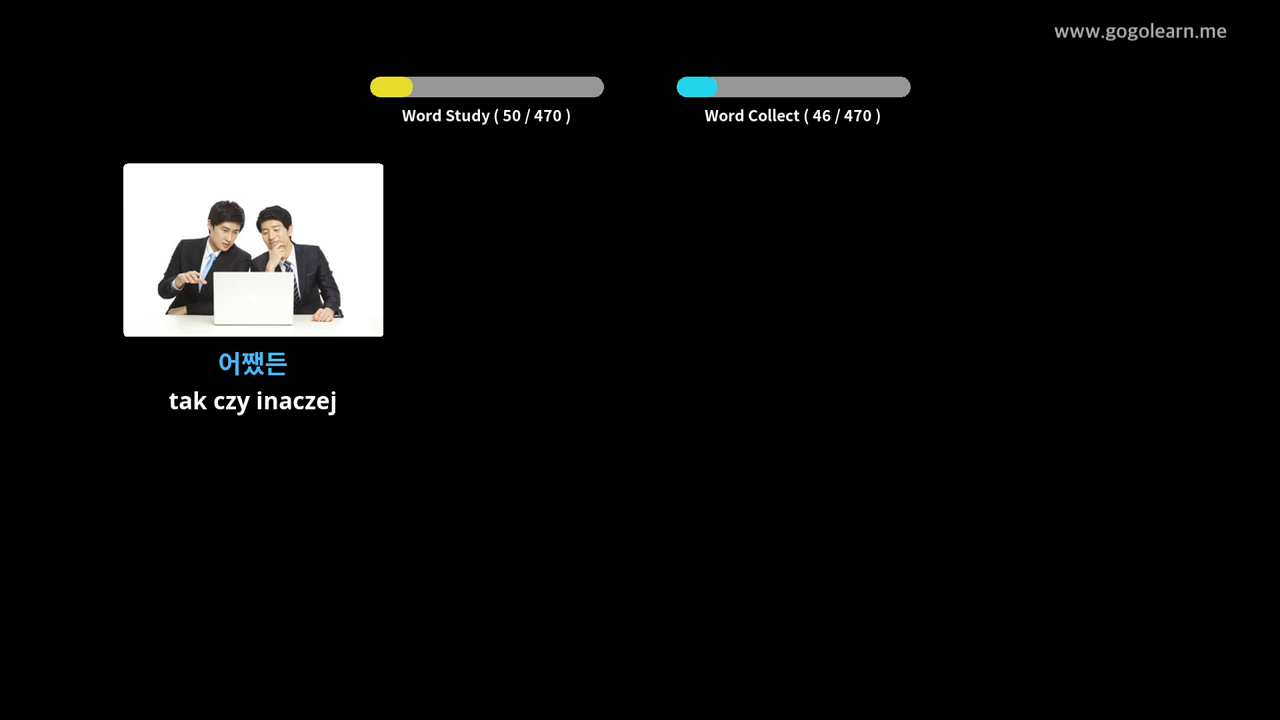 www.gogolearn.me
Word Study ( 50 / 470 )
Word Collect ( 46 / 470 )
어쨌든
tak czy inaczej